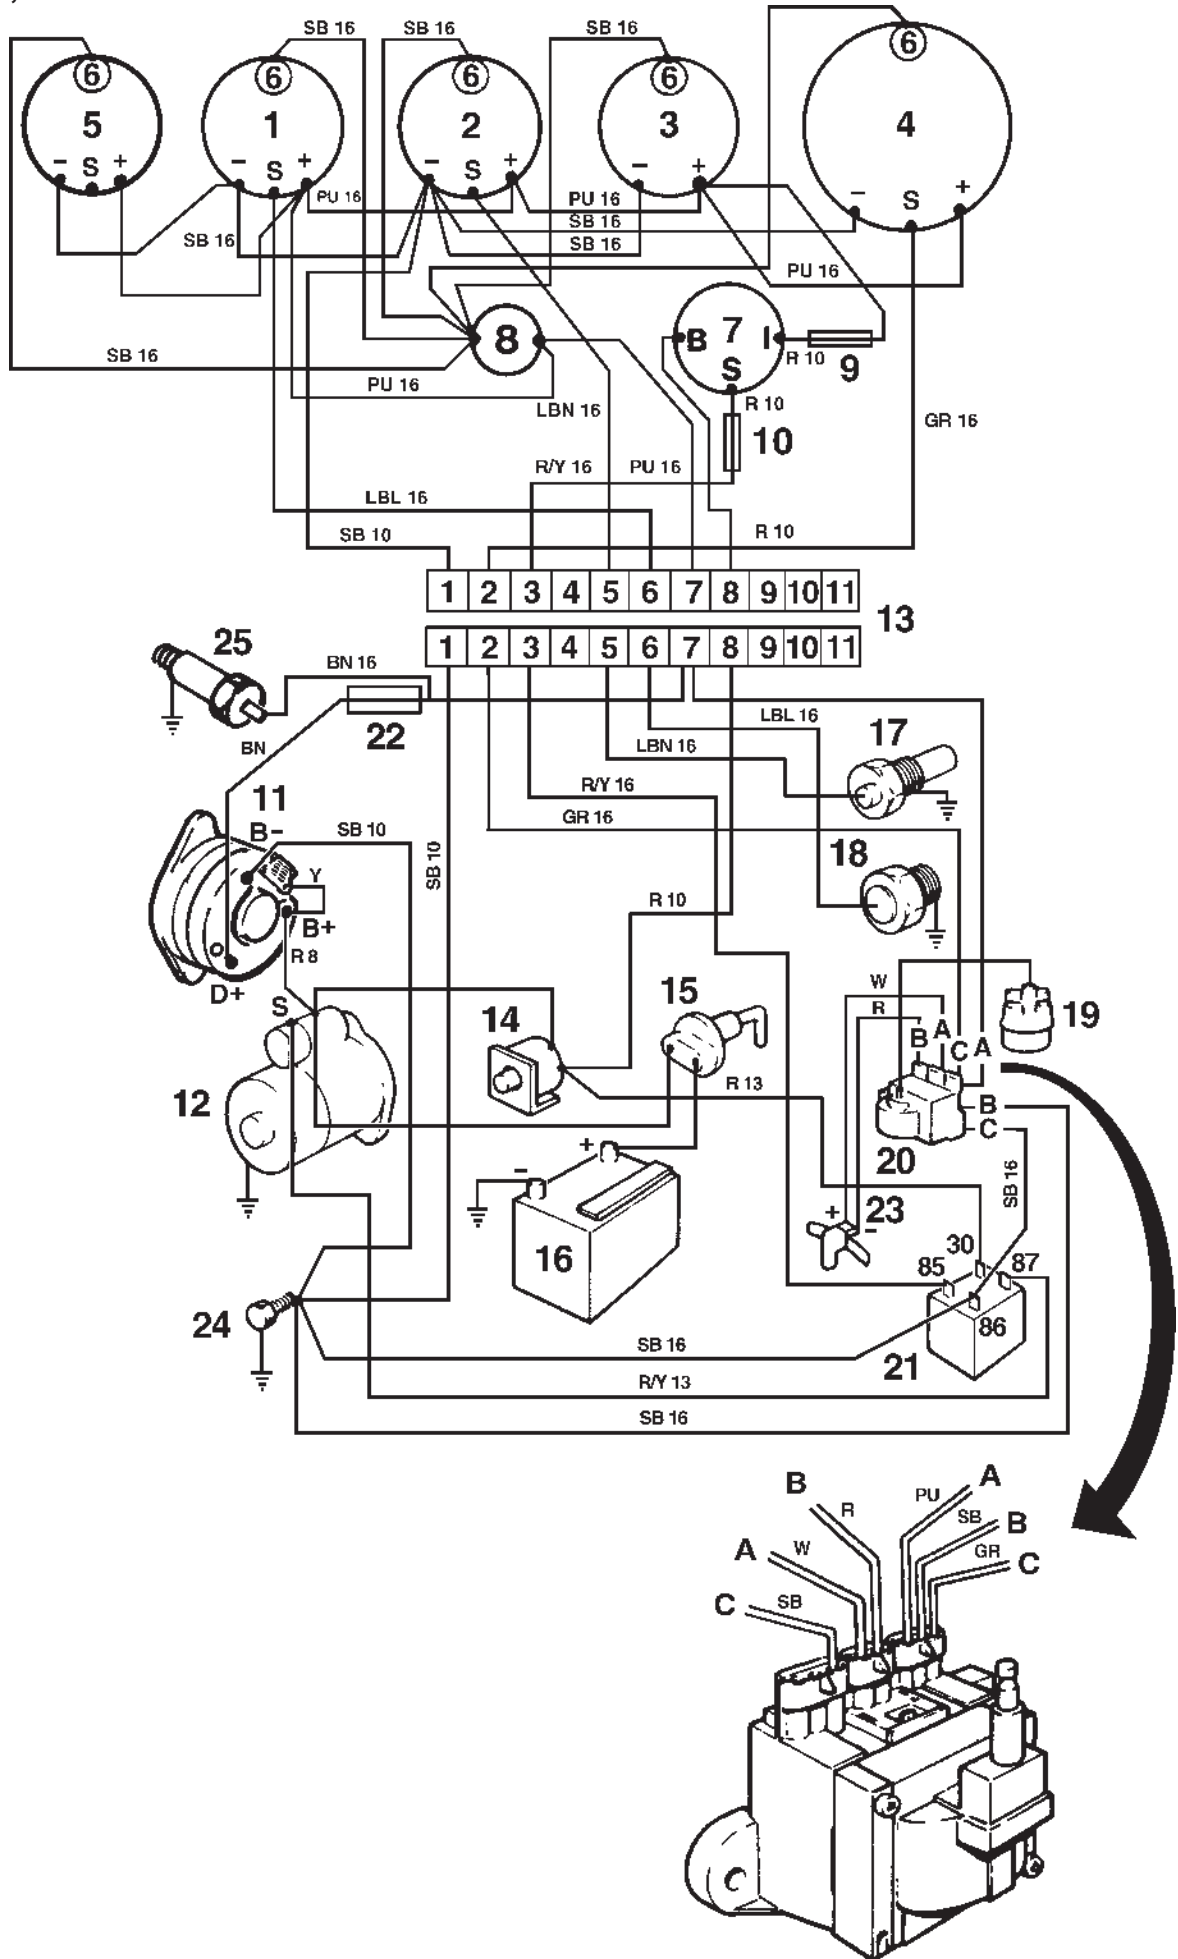 SB 16
SB 16
SB 16
6
6
6
6
6
5
1
2
3
4
- S +
- S +
- S +
- +
- S +
PU 16
PU 16
SB 16
SB 16
SB 16
PU 16
8
B 7 I
S
R 10
9
SB 16
PU 16
LBN 16
R 10
10
GR 16
R/Y 16
PU 16
LBL 16
SB 10
R 10
1 2 3 4 5 6 7 8 9 10 11
13
1 2 3 4 5 6 7 8 9 10 11
25
BN 16
22
BN
LBL 16
17
LBN 16
R/Y 16
11
B-
SB 10
GR 16
18
SB 10
Y
B+
R 8
R 10
D+
S
W
R
15
14
19
B A C A
12
R 13
B
C
20
+
-
SB 16
+ 23
-
16
30
85
87
86
24
SB 16
21
R/Y 13
SB 16
B
R
PU
A
SB
B
A
W
GR
C
C
SB